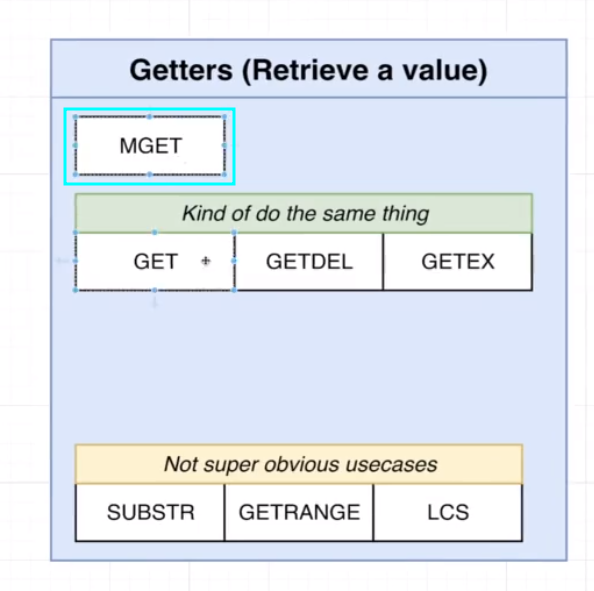 Getters (Retrieve a value)
MGET
Kind of do the same thing
GET GETDEL GETEX
Not super obvious usecases
SUBSTR GETRANGE LCS